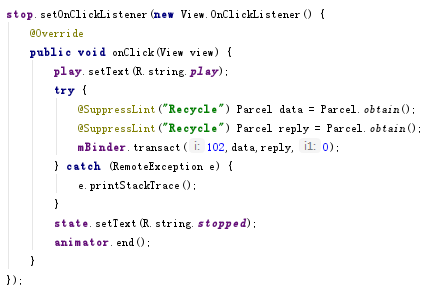 stop.setOnClickListener(new View.OnClickListener() {
    @Override
    public void onClick(View view) {
        play.setText(R.string.play);
        try {
            @SuppressLint("Recycle") Parcel data = Parcel.obtain();
            @SuppressLint("Recycle") Parcel reply = Parcel.obtain();
            mBinder.transact( i: 102,data,reply, i1: 0);
        } catch (RemoteException e) {
            e.printStackTrace();
        }
        state.setText(R.string.stopped);
        animator.end();
    }
});